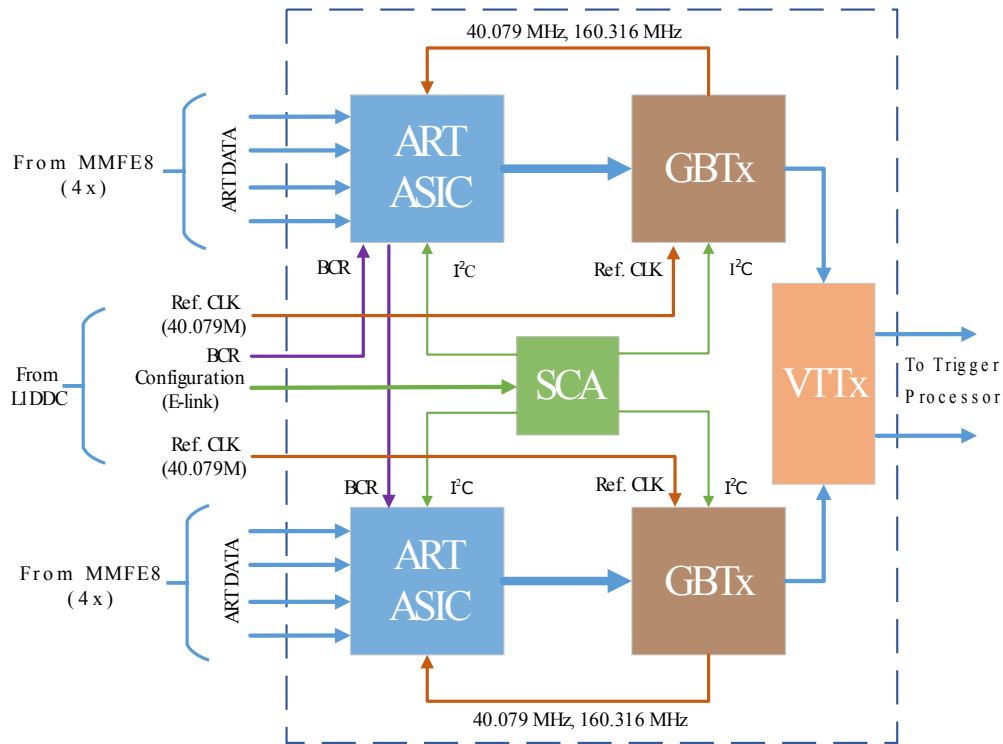 40.079 MHz, 160.316 MHz
From MMFE8
(4x)
ART DATA
ART
ASIC
GBTx
BCR
I²C
Ref. CLK
I²C
Ref. CLK
(40.079M)
BCR
From
L1DDC
Configuration
(E-link)
SCA
VTTx
To Trigger
Processor
Ref. CLK
(40.079M)
BCR
I²C
Ref. CLK
I²C
From MMFE8
(4x)
ART DATA
ART
ASIC
GBTx
40.079 MHz, 160.316 MHz